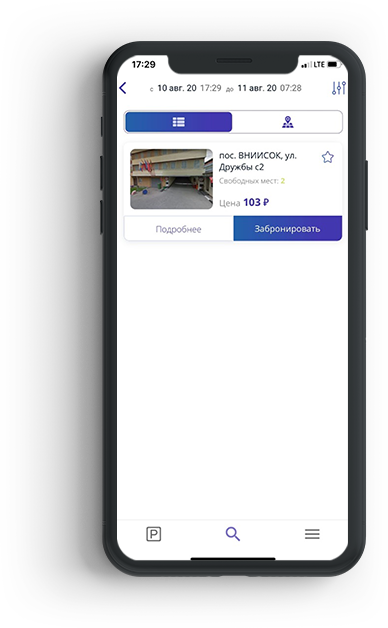 17:29 LTE
с 10 авг. 20 17:29 до 11 авг. 20 07:28
пос. ВНИИСОК, ул.
Дружбы с2
Свободных мест: 2
Цена 103 ₽
Подробнее Забронировать
P